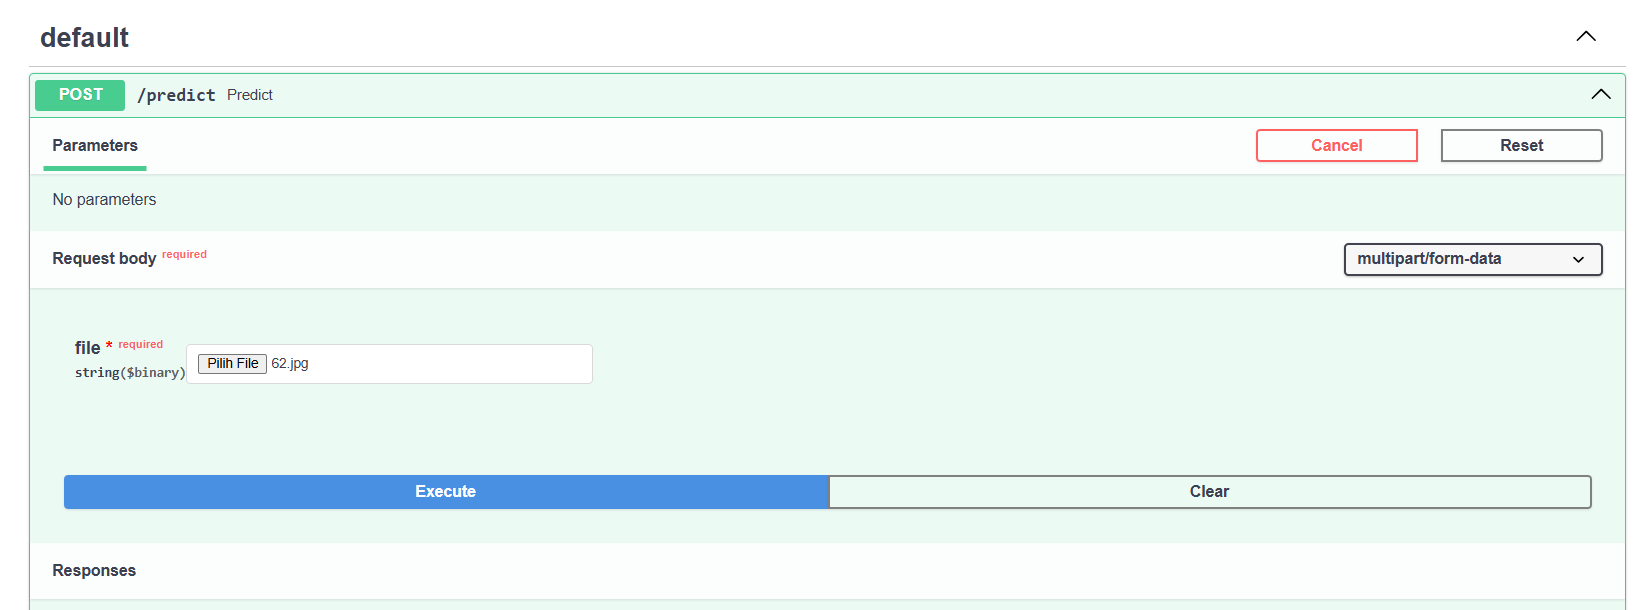 default
POST /predict Predict
Parameters
Cancel
Reset
No parameters
Request body required
multipart/form-data
file * required
string($binary)
Pilih File 62.jpg
Execute
Clear
Responses